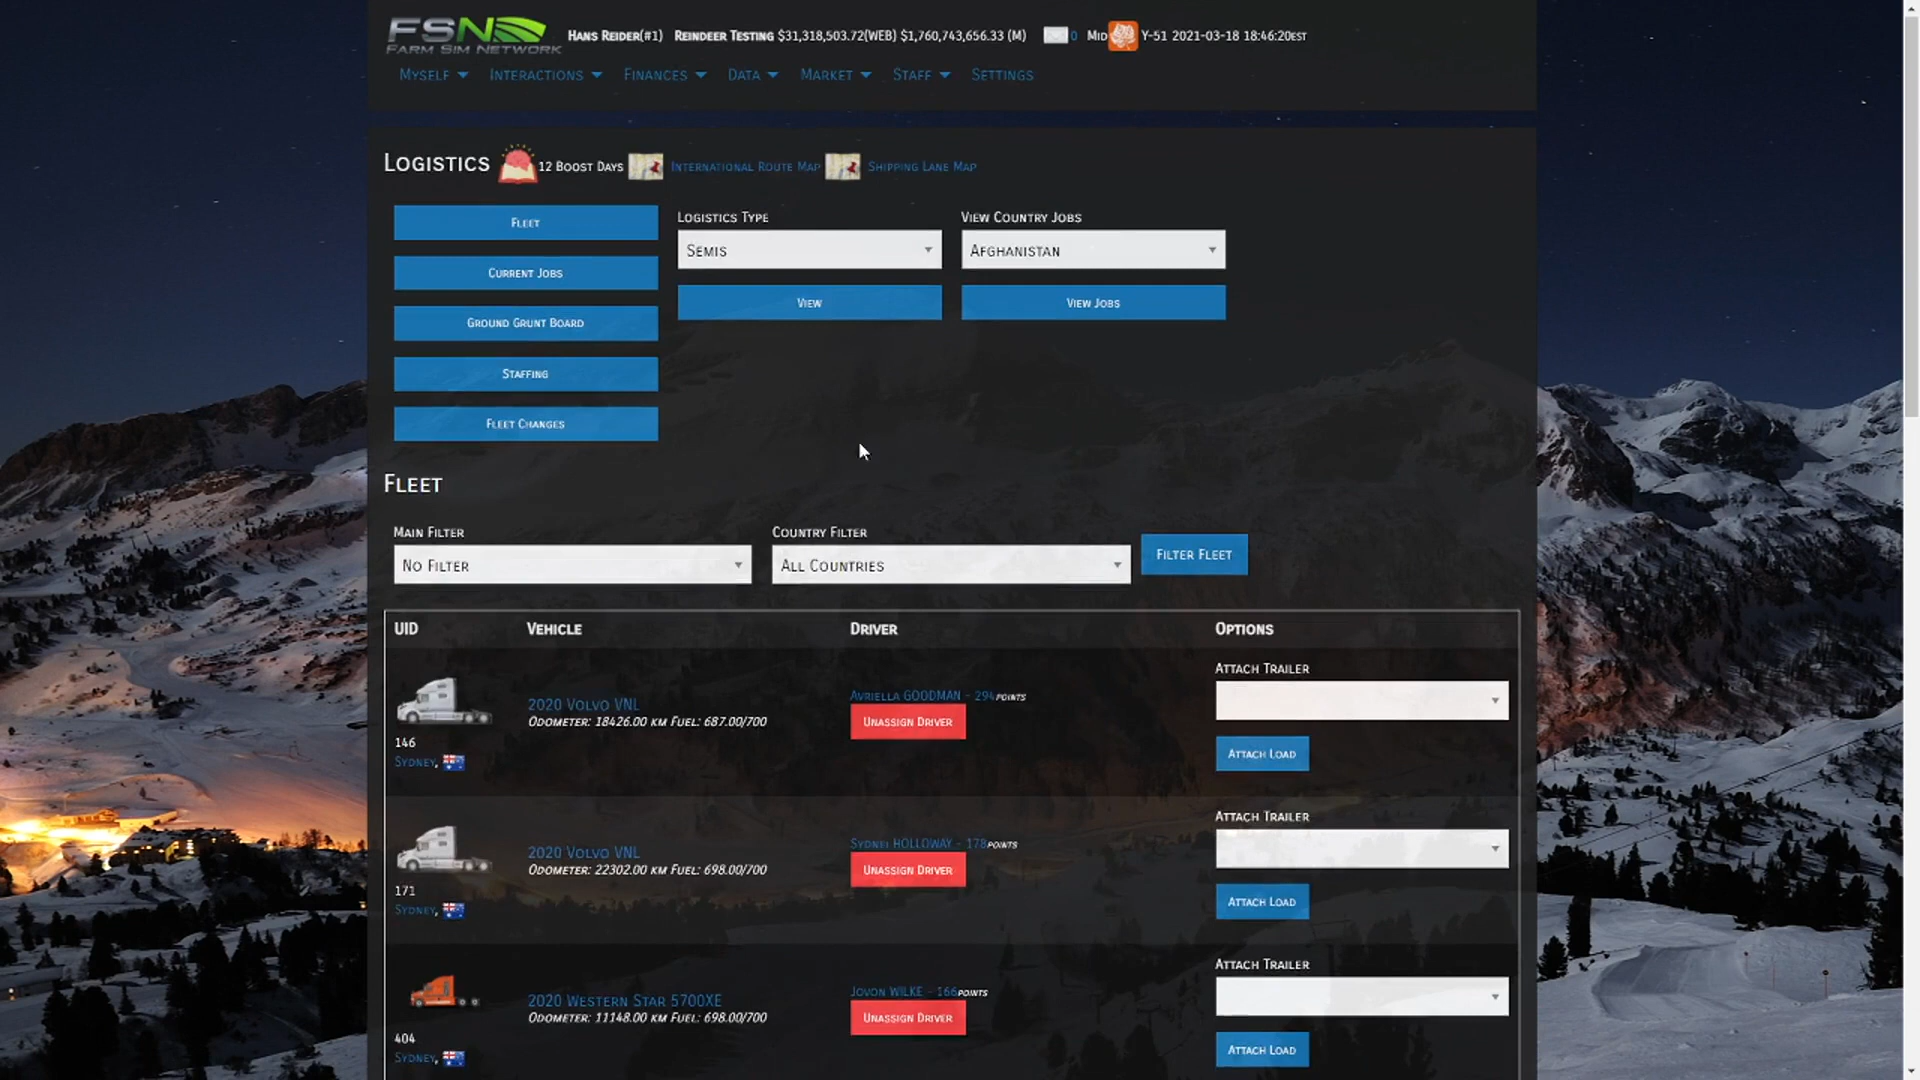 FSN
FARM SIM NETWORK
HANS REIDER(#1) REINDEER TESTING $31,318,503.72(WEB) $1,760,743,656.33 (M) 0 MID Y-51 2021-03-18 18:46:20EST
MYSELF INTERACTIONS FINANCES DATA MARKET STAFF SETTINGS
LOGISTICS 12 BOOST DAYS INTERNATIONAL ROUTE MAP SHIPPING LANE MAP
FLEET
CURRENT JOBS
GROUND GRUNT BOARD
STAFFING
FLEET CHANGES
LOGISTICS TYPE
SEMIS
VIEW
VIEW COUNTRY JOBS
AFGHANISTAN
VIEW JOBS
FLEET
MAIN FILTER
NO FILTER
COUNTRY FILTER
ALL COUNTRIES
FILTER FLEET
UID VEHICLE DRIVER OPTIONS
146
SYDNEY,
2020 VOLVO VNL
ODOMETER: 18426.00 KM FUEL: 687.00/700
AVRIELLA GOODMAN - 294POINTS
UNASSIGN DRIVER
ATTACH TRAILER
ATTACH LOAD
171
SYDNEY,
2020 VOLVO VNL
ODOMETER: 22302.00 KM FUEL: 698.00/700
SYDNEI HOLLOWAY - 178POINTS
UNASSIGN DRIVER
ATTACH TRAILER
ATTACH LOAD
404
SYDNEY,
2020 WESTERN STAR 5700XE
ODOMETER: 11148.00 KM FUEL: 698.00/700
JOVON WILKE - 166POINTS
UNASSIGN DRIVER
ATTACH TRAILER
ATTACH LOAD